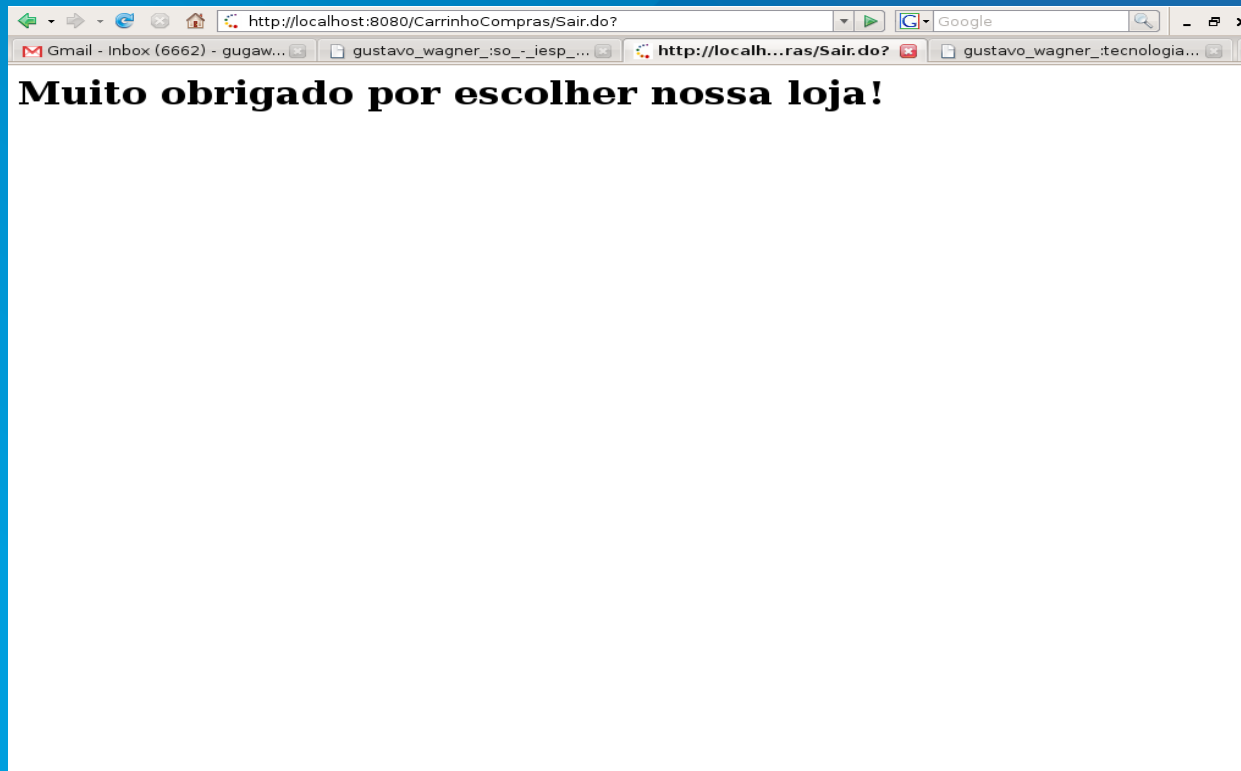 http://localhost:8080/CarrinhoCompras/Sair.do?
Google
Gmail - Inbox (6662) - gugaw...
gustavo_wagner_:so_-_iesp_...
http://localh...ras/Sair.do?
gustavo_wagner_:tecnologia...
Muito obrigado por escolher nossa loja!